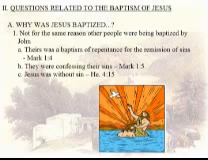 II. QUESTIONS RELATED TO THE BAPTISM OF JESUS
A. WHY WAS JESUS BAPTIZED...?
1. Not for the same reason other people were being baptized by
John
a. Theirs was a baptism of repentance for the remission of sins
- Mark 1:4
b. They were confessing their sins - Mark 1:5
c. Jesus was without sin - He. 4:15